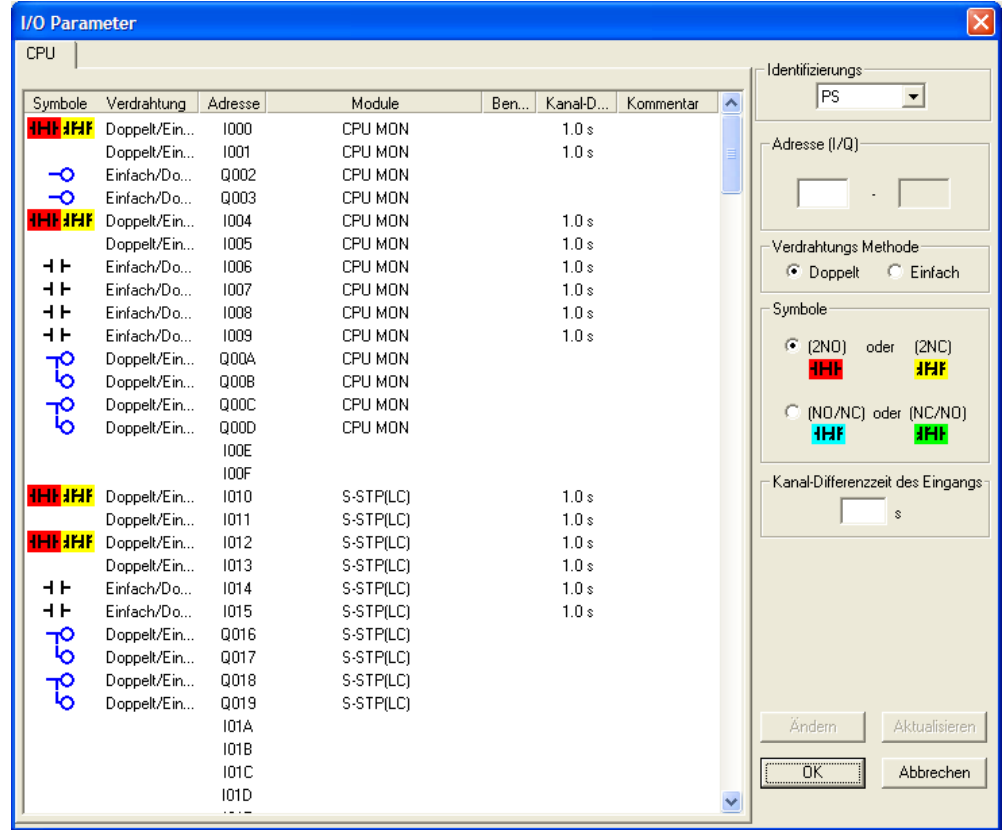 I/O Parameter
CPU
Symbole Verdrahtung Adresse Module Ben... Kanal-D... Kommentar
Doppelt/Ein... I000 CPU MON 1.0 s
Doppelt/Ein... I001 CPU MON 1.0 s
Einfach/Do... Q002 CPU MON
Einfach/Do... Q003 CPU MON
Doppelt/Ein... I004 CPU MON 1.0 s
Doppelt/Ein... I005 CPU MON 1.0 s
Einfach/Do... I006 CPU MON 1.0 s
Einfach/Do... I007 CPU MON 1.0 s
Einfach/Do... I008 CPU MON 1.0 s
Einfach/Do... I009 CPU MON 1.0 s
Doppelt/Ein... Q00A CPU MON
Doppelt/Ein... Q00B CPU MON
Doppelt/Ein... Q00C CPU MON
Doppelt/Ein... Q00D CPU MON
I00E
I00F
Doppelt/Ein... I010 S-STP(LC) 1.0 s
Doppelt/Ein... I011 S-STP(LC) 1.0 s
Doppelt/Ein... I012 S-STP(LC) 1.0 s
Doppelt/Ein... I013 S-STP(LC) 1.0 s
Einfach/Do... I014 S-STP(LC) 1.0 s
Einfach/Do... I015 S-STP(LC) 1.0 s
Doppelt/Ein... Q016 S-STP(LC)
Doppelt/Ein... Q017 S-STP(LC)
Doppelt/Ein... Q018 S-STP(LC)
Doppelt/Ein... Q019 S-STP(LC)
I01A
I01B
I01C
I01D
Identifizierungs
PS
Adresse (I/Q)
-
Verdrahtungs Methode
Doppelt Einfach
Symbole
(2NO) oder (2NC)
(NO/NC) oder (NC/NO)
Kanal-Differenzzeit des Eingangs
s
Ändern Aktualisieren
OK Abbrechen